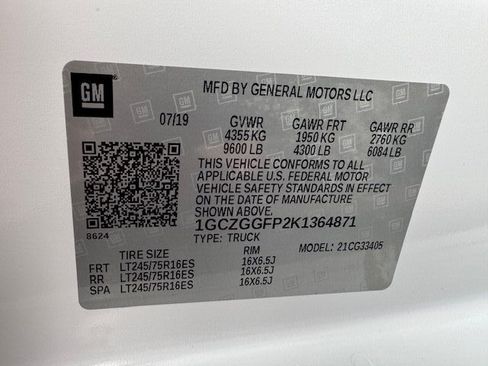 GM
MFD BY GENERAL MOTORS LLC
07/19 GVWR GAWR FRT GAWR RR
4355 KG 1950 KG 2760 KG
9600 LB 4300 LB 6084 LB
THIS VEHICLE CONFORMS TO ALL
APPLICABLE U.S. FEDERAL MOTOR
VEHICLE SAFETY STANDARDS IN EFFECT
ON THE DATE OF MANUFACTURE
SHOWN ABOVE.
8624 1GCZGGFP2K1364871
TYPE: TRUCK MODEL: 21CG33405
TIRE SIZE RIM
FRT LT245/75R16ES 16X6.5J
RR LT245/75R16ES 16X6.5J
SPA LT245/75R16ES 16X6.5J